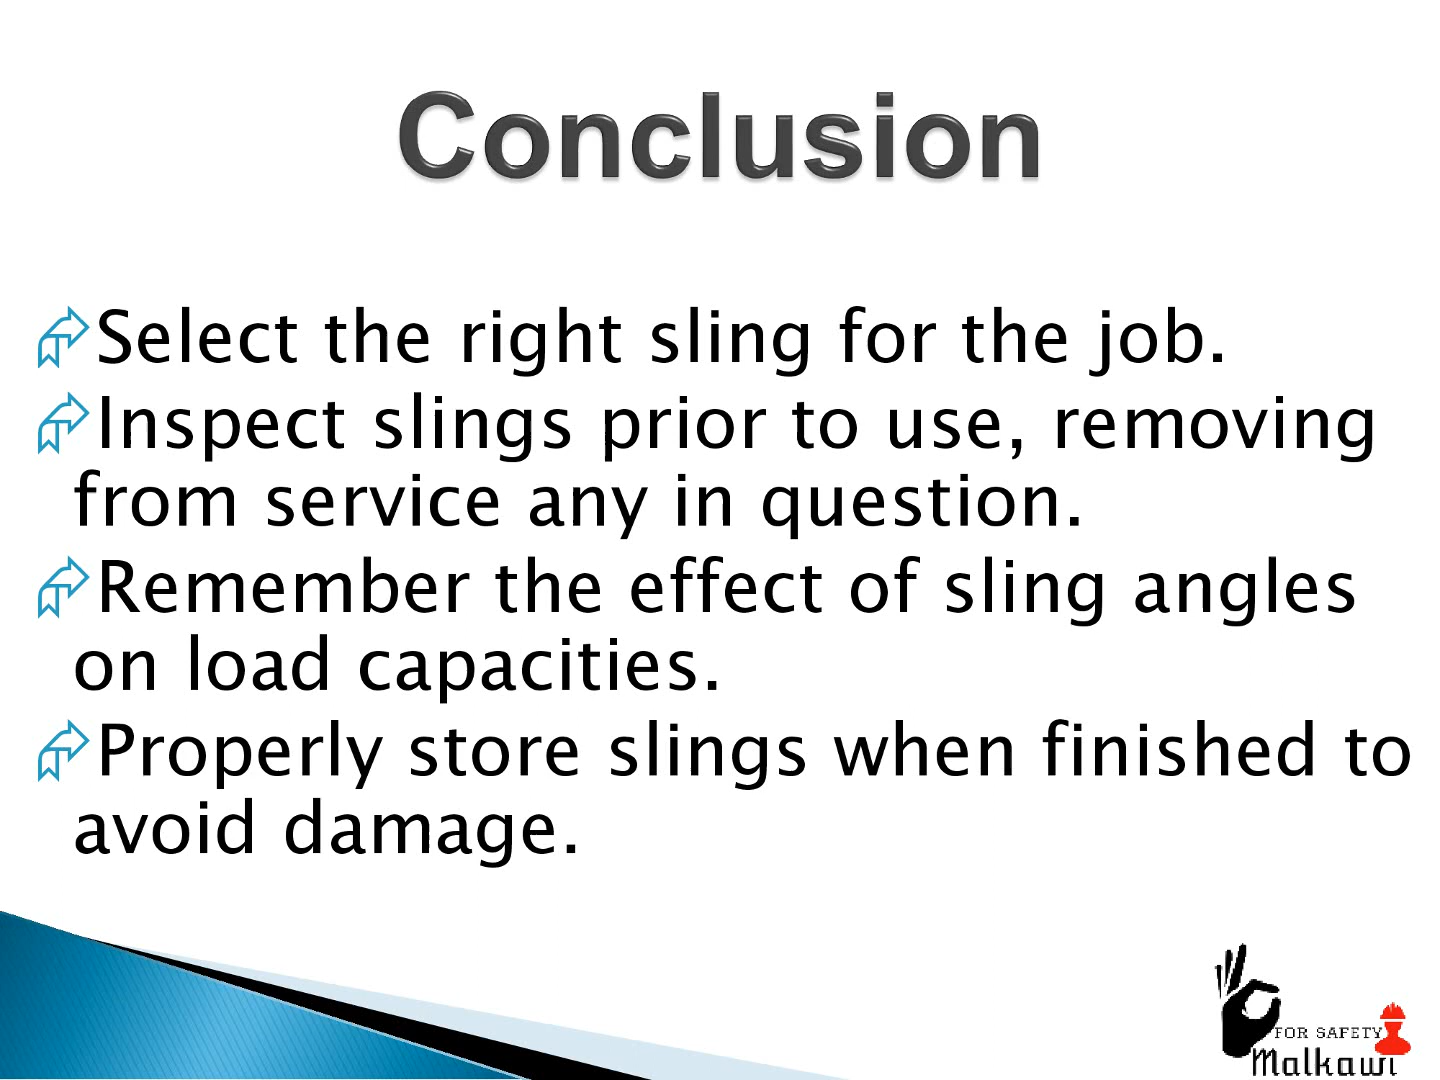 Conclusion
Select the right sling for the job.
Inspect slings prior to use, removing
from service any in question.
Remember the effect of sling angles
on load capacities.
Properly store slings when finished to
avoid damage.
FOR SAFETY
Malkawi